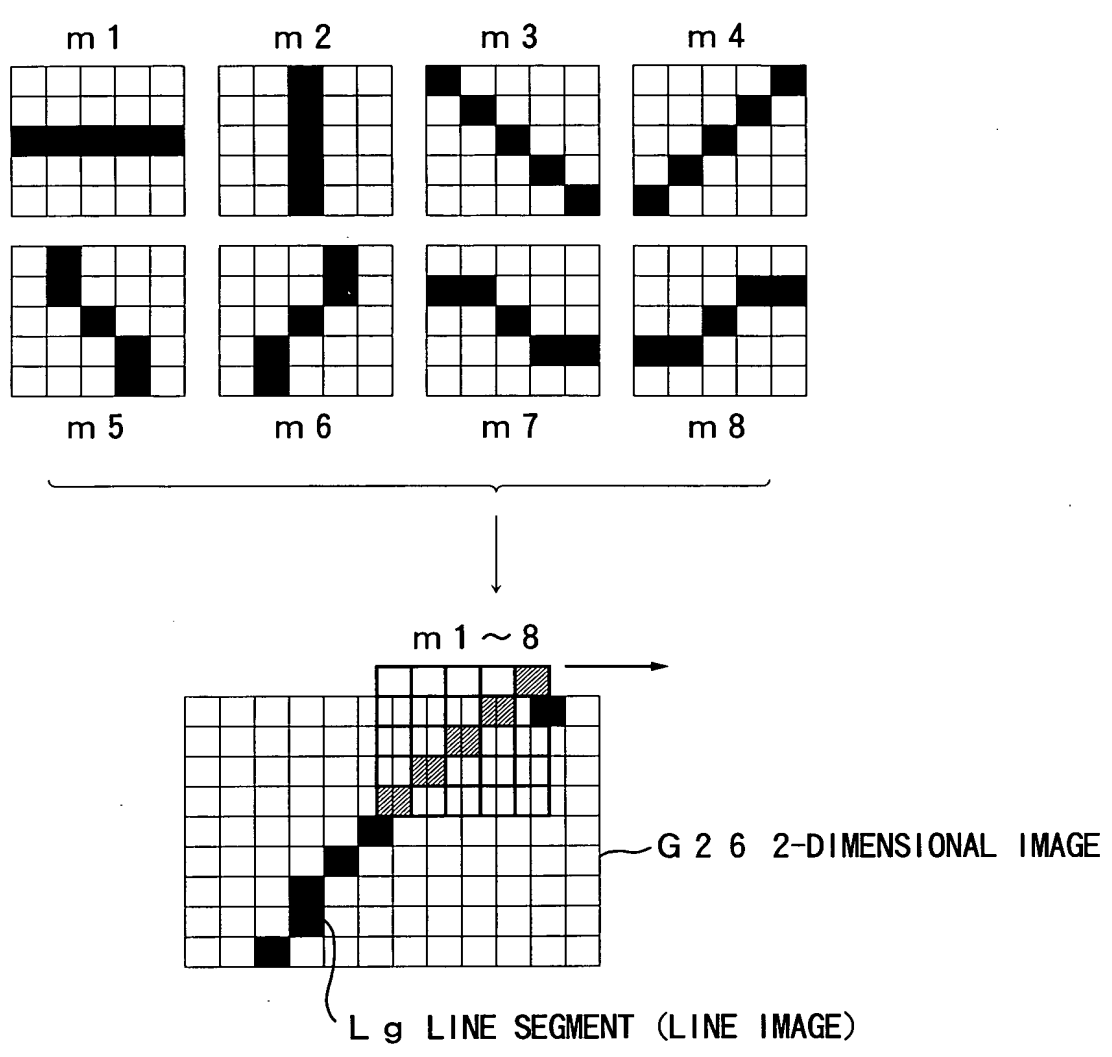 m 1 m 2 m 3 m 4
m 5 m 6 m 7 m 8
m 1 ～ 8
G 2 6 2-DIMENSIONAL IMAGE
L g LINE SEGMENT (LINE IMAGE)